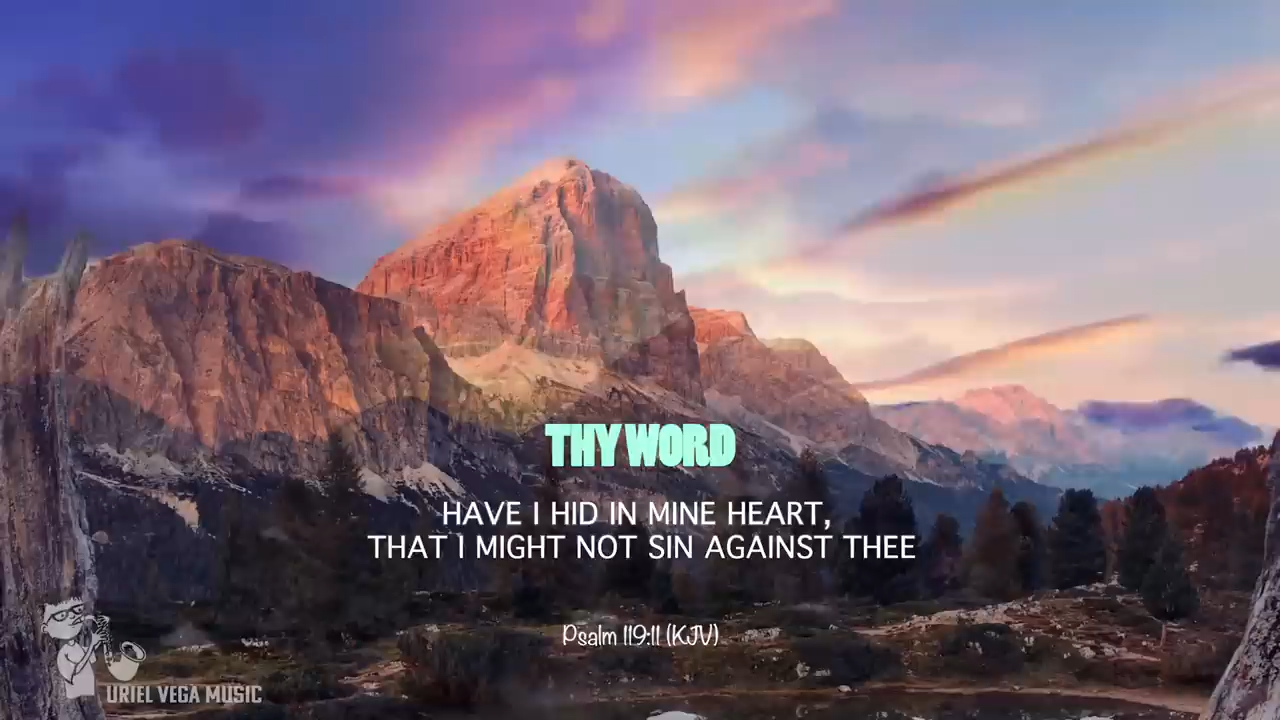 THY WORD
HAVE I HID IN MINE HEART,
THAT I MIGHT NOT SIN AGAINST THEE
Psalm 119:11 (KJV)
URIEL VEGA MUSIC